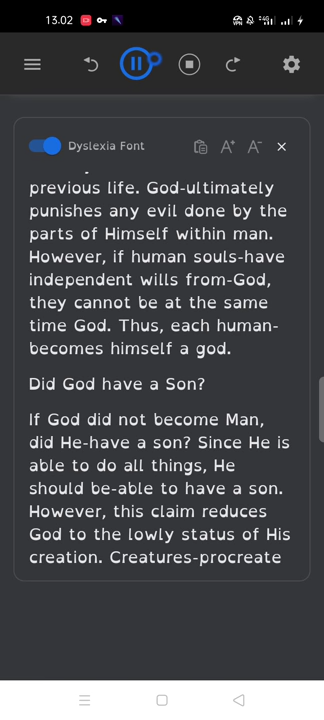 13.02
Dyslexia Font
A+ A-
previous life. God-ultimately
punishes any evil done by the
parts of Himself within man.
However, if human souls-have
independent wills from-God,
they cannot be at the same
time God. Thus, each human-
becomes himself a god.
Did God have a Son?
If God did not become Man,
did He-have a son? Since He is
able to do all things, He
should be-able to have a son.
However, this claim reduces
God to the lowly status of His
creation. Creatures-procreate